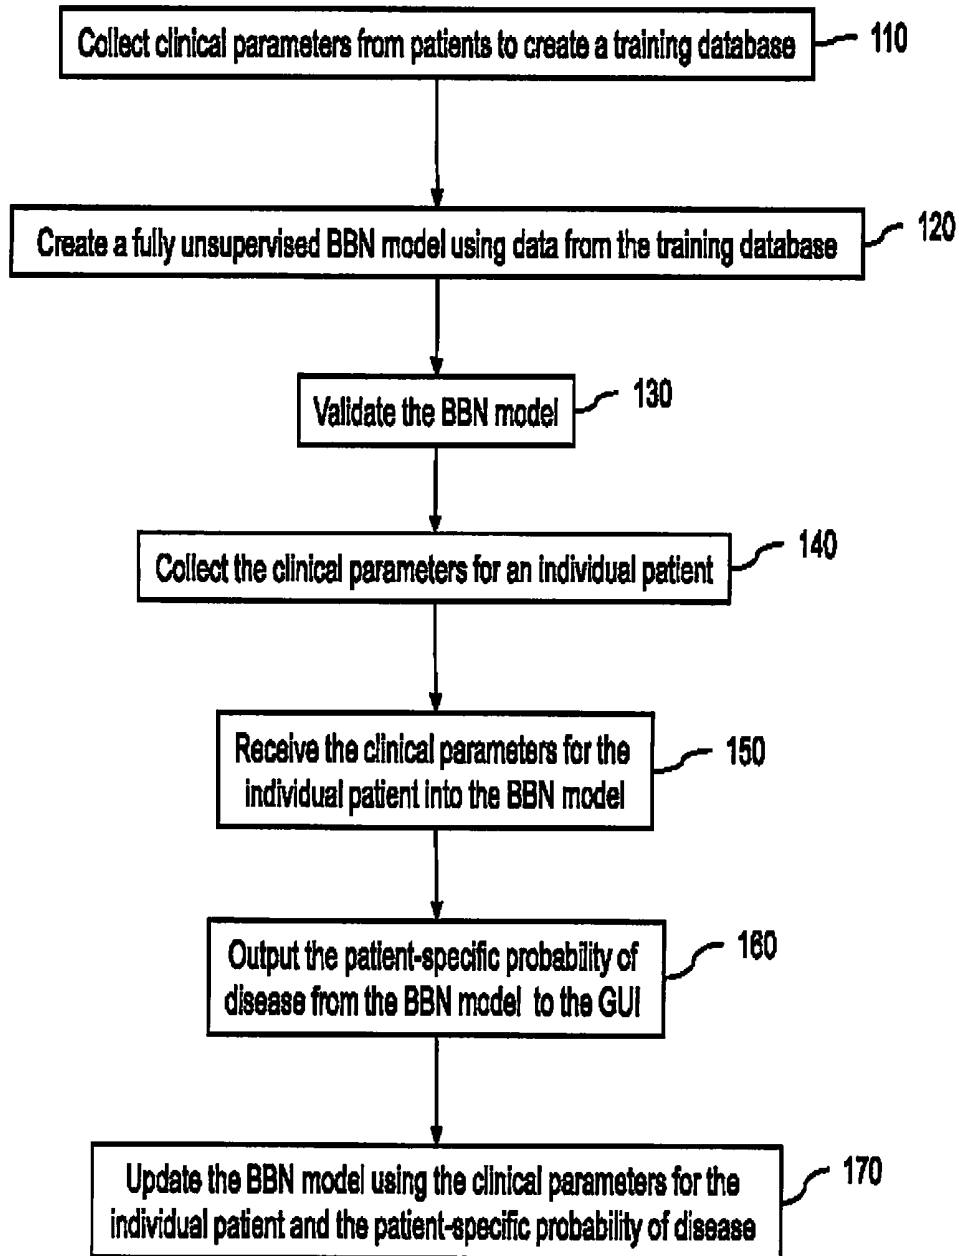 Collect clinical parameters from patients to create a training database
110
Create a fully unsupervised BBN model using data from the training database
120
Validate the BBN model
130
Collect the clinical parameters for an individual patient
140
Receive the clinical parameters for the
individual patient into the BBN model
150
Output the patient-specific probability of
disease from the BBN model to the GUI
160
Update the BBN model using the clinical parameters for the
individual patient and the patient-specific probability of disease
170